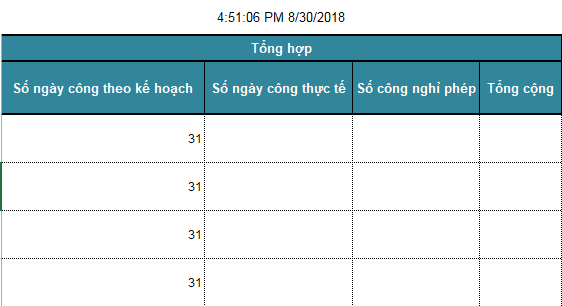 4:51:06 PM 8/30/2018
Tổng hợp
Số ngày công theo kế hoạch Số ngày công thực tế Số công nghỉ phép Tổng cộng
31
31
31
31